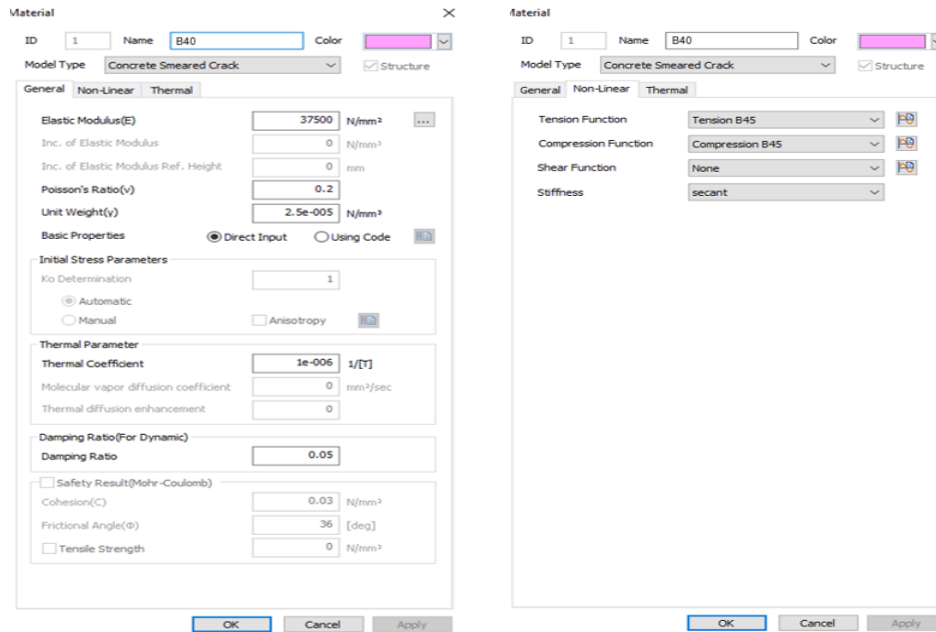 Material
ID 1 Name B40 Color
Model Type Concrete Smeared Crack Structure
General Non-Linear Thermal
Elastic Modulus(E) 37500 N/mm²
Inc. of Elastic Modulus 0 N/mm³
Inc. of Elastic Modulus Ref. Height 0 mm
Poisson's Ratio(ν) 0.2
Unit Weight(γ) 2.5e-005 N/mm³
Basic Properties Direct Input Using Code
Initial Stress Parameters
Ko Determination 1
Automatic
Manual Anisotropy
Thermal Parameter
Thermal Coefficient 1e-006 1/[T]
Molecular vapor diffusion coefficient 0 mm²/sec
Thermal diffusion enhancement 0
Damping Ratio(For Dynamic)
Damping Ratio 0.05
Safety Result(Mohr-Coulomb)
Cohesion(C) 0.03 N/mm²
Frictional Angle(Φ) 36 [deg]
Tensile Strength 0 N/mm²
OK Cancel Apply
Material
ID 1 Name B40 Color
Model Type Concrete Smeared Crack Structure
General Non-Linear Thermal
Tension Function Tension B45
Compression Function Compression B45
Shear Function None
Stiffness secant
OK Cancel Apply